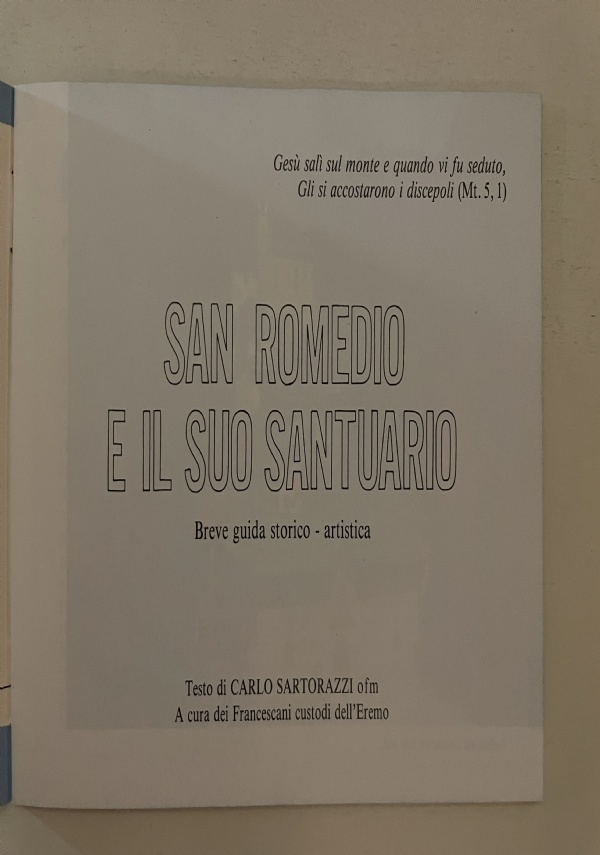 Gesù salì sul monte e quando vi fu seduto,
Gli si accostarono i discepoli (Mt. 5, 1)
SAN ROMEDIO
E IL SUO SANTUARIO
Breve guida storico - artistica
Testo di CARLO SARTORAZZI ofm
A cura dei Francescani custodi dell'Eremo